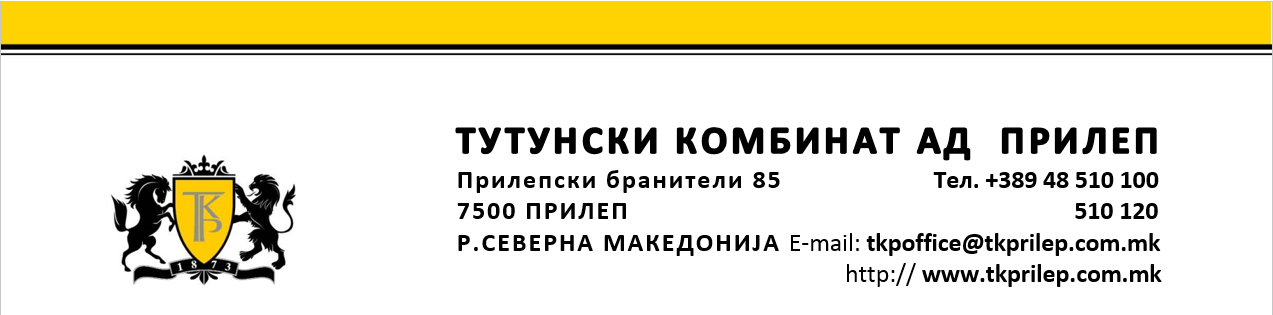 ТУТУНСКИ КОМБИНАТ АД ПРИЛЕП
Прилепски бранители 85 Тел. +389 48 510 100
7500 ПРИЛЕП 510 120
Р.СЕВЕРНА МАКЕДОНИЈА E-mail: tkpoffice@tkprilep.com.mk
http:// www.tkprilep.com.mk
TKP
1873